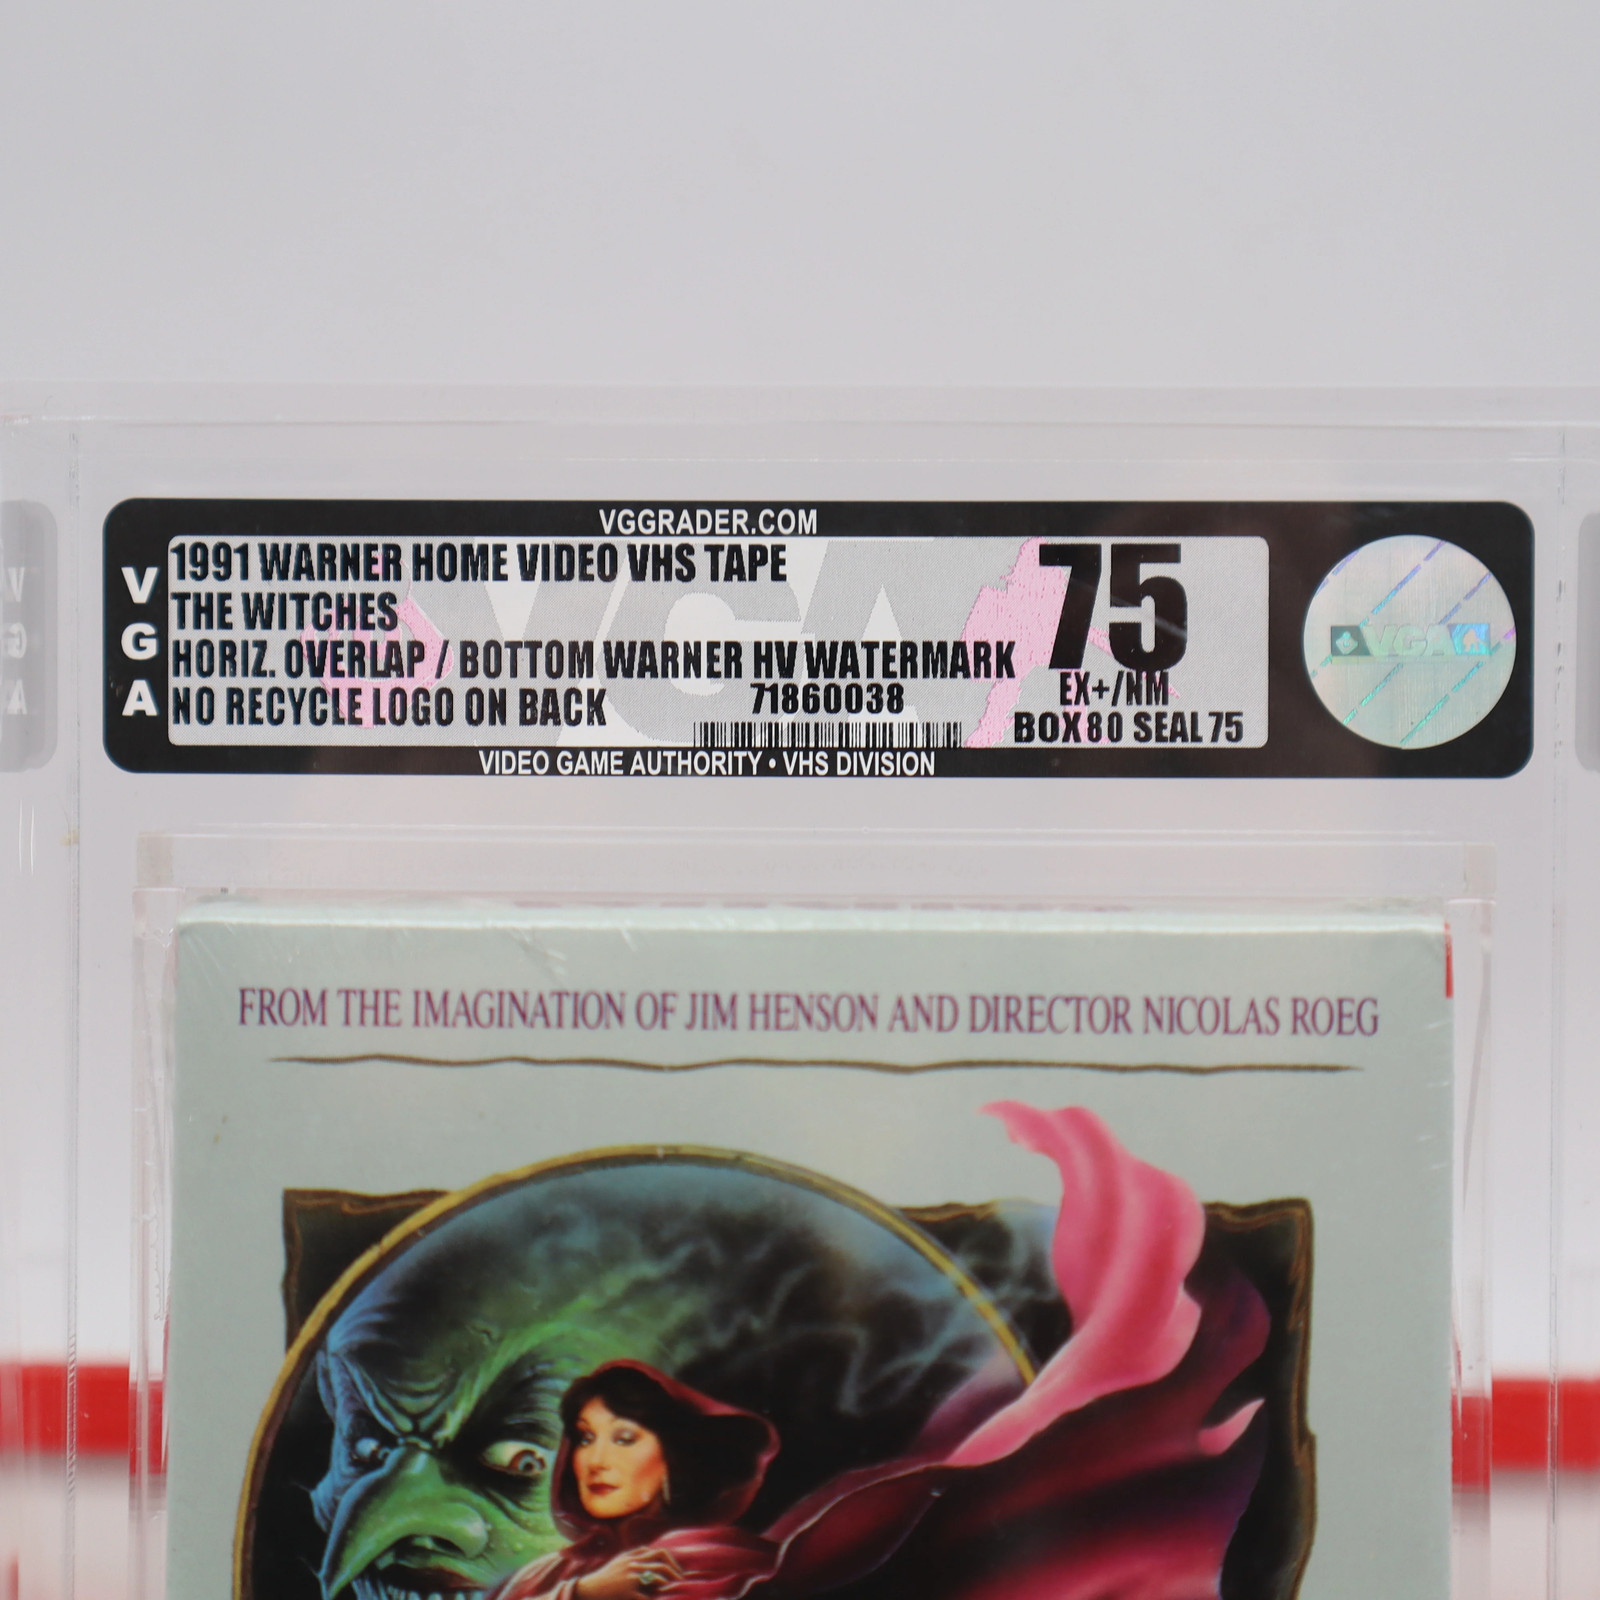 VGGRADER.COM
VGA
1991 WARNER HOME VIDEO VHS TAPE
THE WITCHES
HORIZ. OVERLAP / BOTTOM WARNER HV WATERMARK
NO RECYCLE LOGO ON BACK
71860038
75
EX+/NM
BOX 80 SEAL 75
VGA
VIDEO GAME AUTHORITY • VHS DIVISION
FROM THE IMAGINATION OF JIM HENSON AND DIRECTOR NICOLAS ROEG